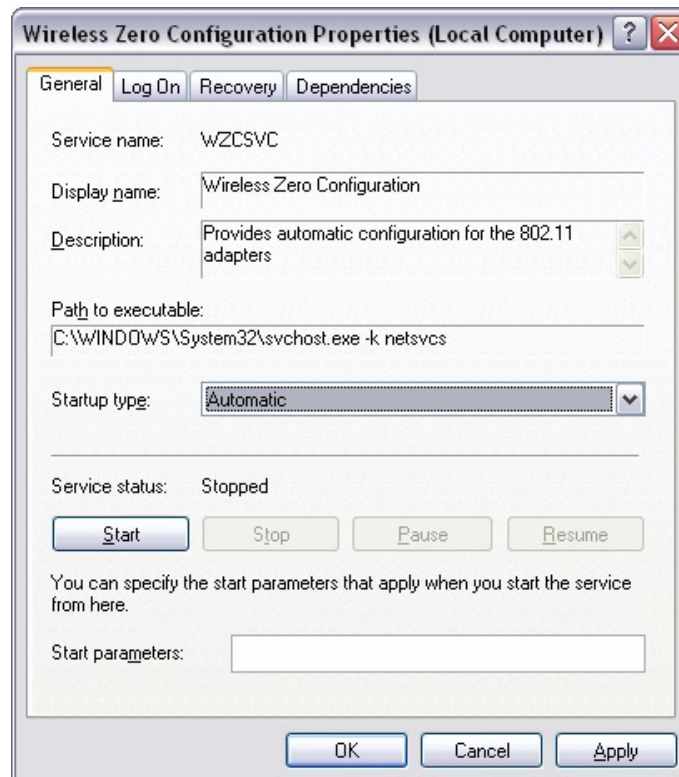 Wireless Zero Configuration Properties (Local Computer)
General Log On Recovery Dependencies
Service name: WZCSVC
Display name: Wireless Zero Configuration
Description: Provides automatic configuration for the 802.11
adapters
Path to executable:
C:\WINDOWS\System32\svchost.exe -k netsvcs
Startup type: Automatic
Service status: Stopped
Start Stop Pause Resume
You can specify the start parameters that apply when you start the service
from here.
Start parameters:
OK Cancel Apply